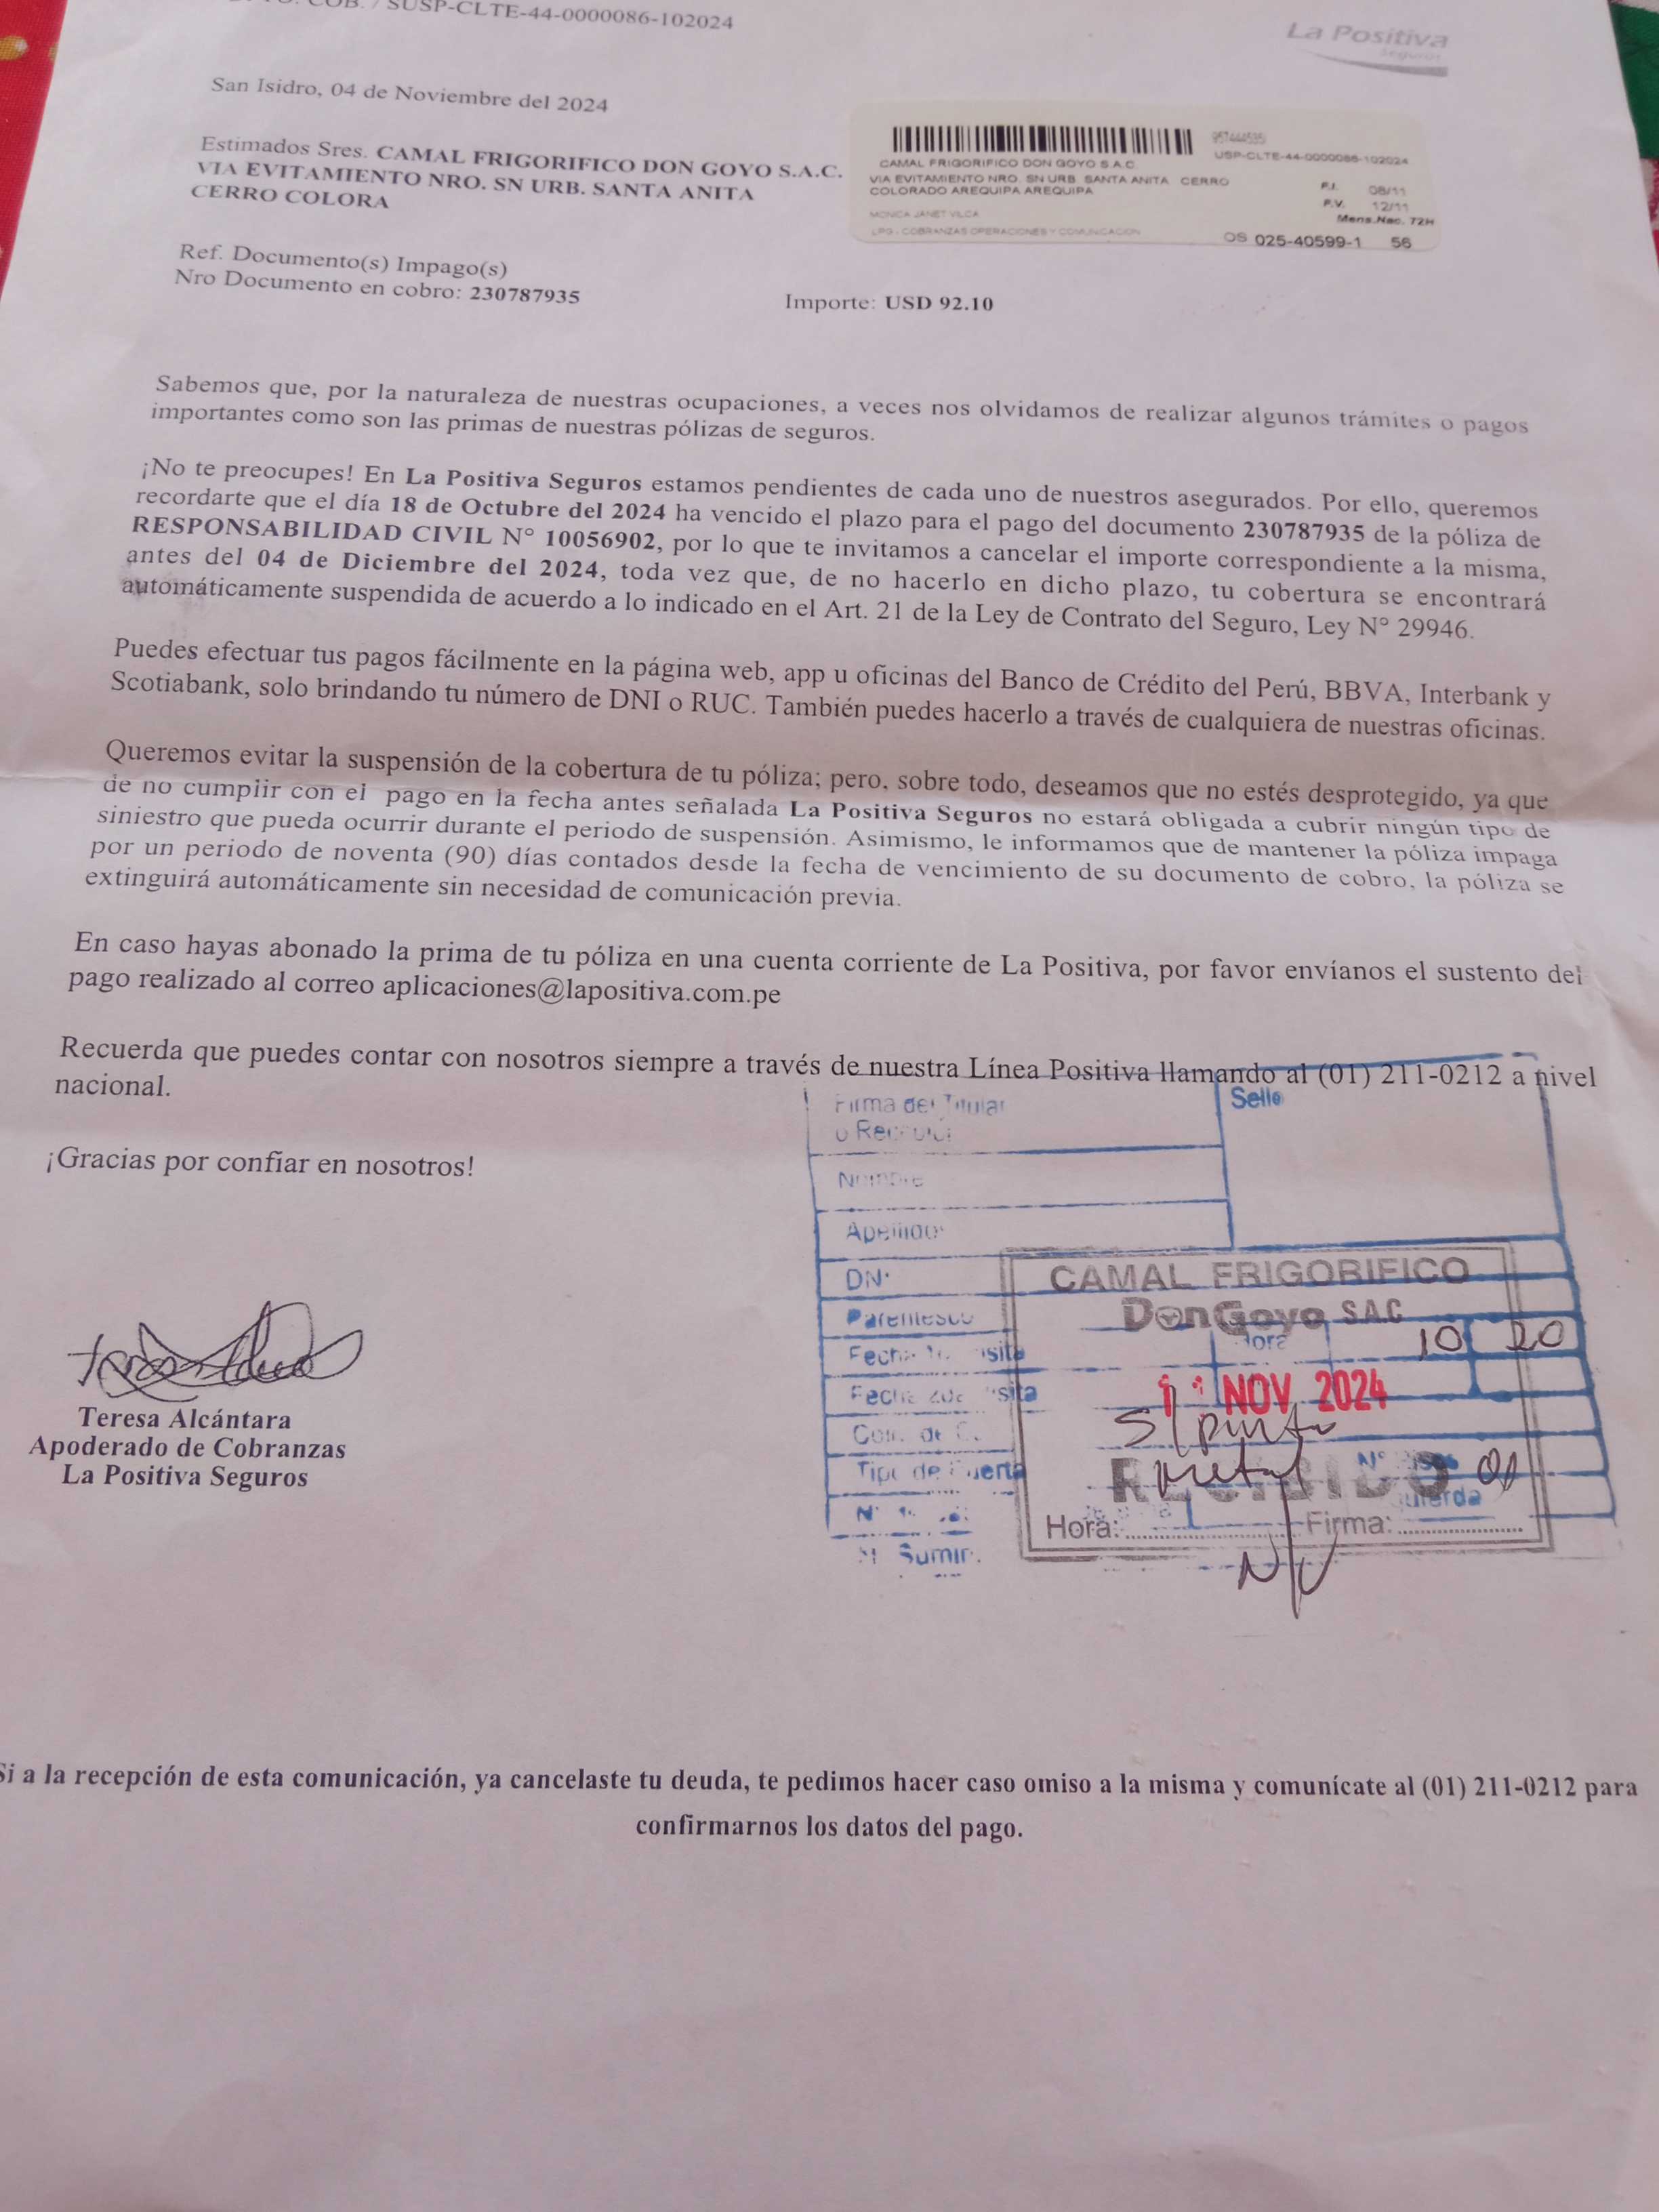 COB. / SUSP-CLTE-44-0000086-102024
La Positiva
Seguros
San Isidro, 04 de Noviembre del 2024
Estimados Sres. CAMAL FRIGORIFICO DON GOYO S.A.C.
VIA EVITAMIENTO NRO. SN URB. SANTA ANITA
CERRO COLORA
957444535
USP-CLTE-44-0000086-102024
CAMAL FRIGORIFICO DON GOYO S.A.C.
VIA EVITAMIENTO NRO. SN URB. SANTA ANITA CERRO
COLORADO AREQUIPA AREQUIPA
F.I. 08/11
F.V. 12/11
Mens.Nac. 72H
MONICA JANET VILCA
LPG - COBRANZAS OPERACIONES Y COMUNICACION
OS 025-40599-1 56
Ref. Documento(s) Impago(s)
Nro Documento en cobro: 230787935
Importe: USD 92.10
Sabemos que, por la naturaleza de nuestras ocupaciones, a veces nos olvidamos de realizar algunos trámites o pagos
importantes como son las primas de nuestras pólizas de seguros.
¡No te preocupes! En La Positiva Seguros estamos pendientes de cada uno de nuestros asegurados. Por ello, queremos
recordarte que el día 18 de Octubre del 2024 ha vencido el plazo para el pago del documento 230787935 de la póliza de
RESPONSABILIDAD CIVIL N° 10056902, por lo que te invitamos a cancelar el importe correspondiente a la misma,
antes del 04 de Diciembre del 2024, toda vez que, de no hacerlo en dicho plazo, tu cobertura se encontrará
automáticamente suspendida de acuerdo a lo indicado en el Art. 21 de la Ley de Contrato del Seguro, Ley N° 29946.
Puedes efectuar tus pagos fácilmente en la página web, app u oficinas del Banco de Crédito del Perú, BBVA, Interbank y
Scotiabank, solo brindando tu número de DNI o RUC. También puedes hacerlo a través de cualquiera de nuestras oficinas.
Queremos evitar la suspensión de la cobertura de tu póliza; pero, sobre todo, deseamos que no estés desprotegido, ya que
de no cumplir con el pago en la fecha antes señalada La Positiva Seguros no estará obligada a cubrir ningún tipo de
siniestro que pueda ocurrir durante el periodo de suspensión. Asimismo, le informamos que de mantener la póliza impaga
por un periodo de noventa (90) días contados desde la fecha de vencimiento de su documento de cobro, la póliza se
extinguirá automáticamente sin necesidad de comunicación previa.
En caso hayas abonado la prima de tu póliza en una cuenta corriente de La Positiva, por favor envíanos el sustento del
pago realizado al correo aplicaciones@lapositiva.com.pe
Recuerda que puedes contar con nosotros siempre a través de nuestra Línea Positiva llamando al (01) 211-0212 a nivel
nacional.
Firma del Titular
Sello
Nombre
¡Gracias por confiar en nosotros!
Apellidos
CAMAL FRIGORIFICO
Parentesco
Don Goyo S.A.C
Hora
10 20
NOV 2024
Tipo de Puerta
RECIBIDO
01
Hora: Firma:
Sumin.
Teresa Alcántara
Apoderado de Cobranzas
La Positiva Seguros
Si a la recepción de esta comunicación, ya cancelaste tu deuda, te pedimos hacer caso omiso a la misma y comunícate al (01) 211-0212 para
confirmarnos los datos del pago.